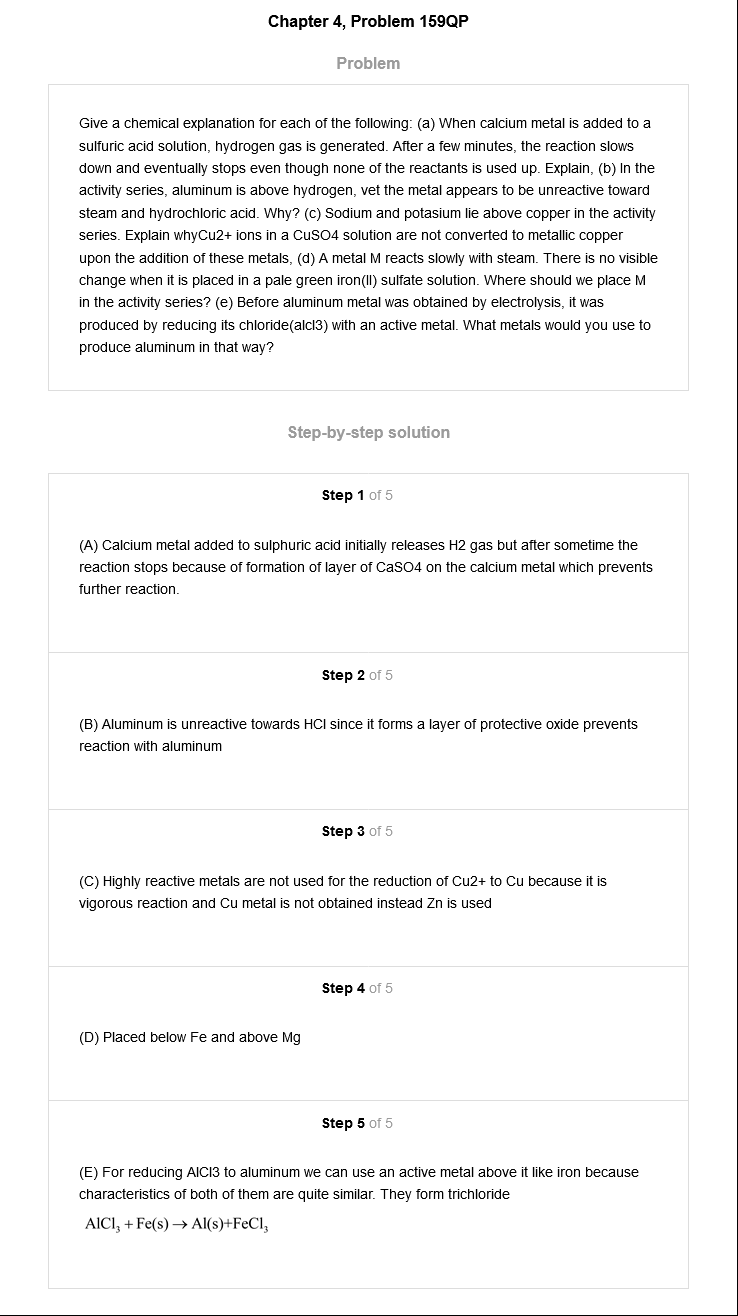 Chapter 4, Problem 159QP
Problem
Give a chemical explanation for each of the following: (a) When calcium metal is added to a
sulfuric acid solution, hydrogen gas is generated. After a few minutes, the reaction slows
down and eventually stops even though none of the reactants is used up. Explain, (b) In the
activity series, aluminum is above hydrogen, vet the metal appears to be unreactive toward
steam and hydrochloric acid. Why? (c) Sodium and potasium lie above copper in the activity
series. Explain whyCu2+ ions in a CuSO4 solution are not converted to metallic copper
upon the addition of these metals, (d) A metal M reacts slowly with steam. There is no visible
change when it is placed in a pale green iron(II) sulfate solution. Where should we place M
in the activity series? (e) Before aluminum metal was obtained by electrolysis, it was
produced by reducing its chloride(alcl3) with an active metal. What metals would you use to
produce aluminum in that way?
Step-by-step solution
Step 1 of 5
(A) Calcium metal added to sulphuric acid initially releases H2 gas but after sometime the
reaction stops because of formation of layer of CaSO4 on the calcium metal which prevents
further reaction.
Step 2 of 5
(B) Aluminum is unreactive towards HCl since it forms a layer of protective oxide prevents
reaction with aluminum
Step 3 of 5
(C) Highly reactive metals are not used for the reduction of Cu2+ to Cu because it is
vigorous reaction and Cu metal is not obtained instead Zn is used
Step 4 of 5
(D) Placed below Fe and above Mg
Step 5 of 5
(E) For reducing AlCl3 to aluminum we can use an active metal above it like iron because
characteristics of both of them are quite similar. They form trichloride
AlCl₃ + Fe(s) → Al(s)+FeCl₃